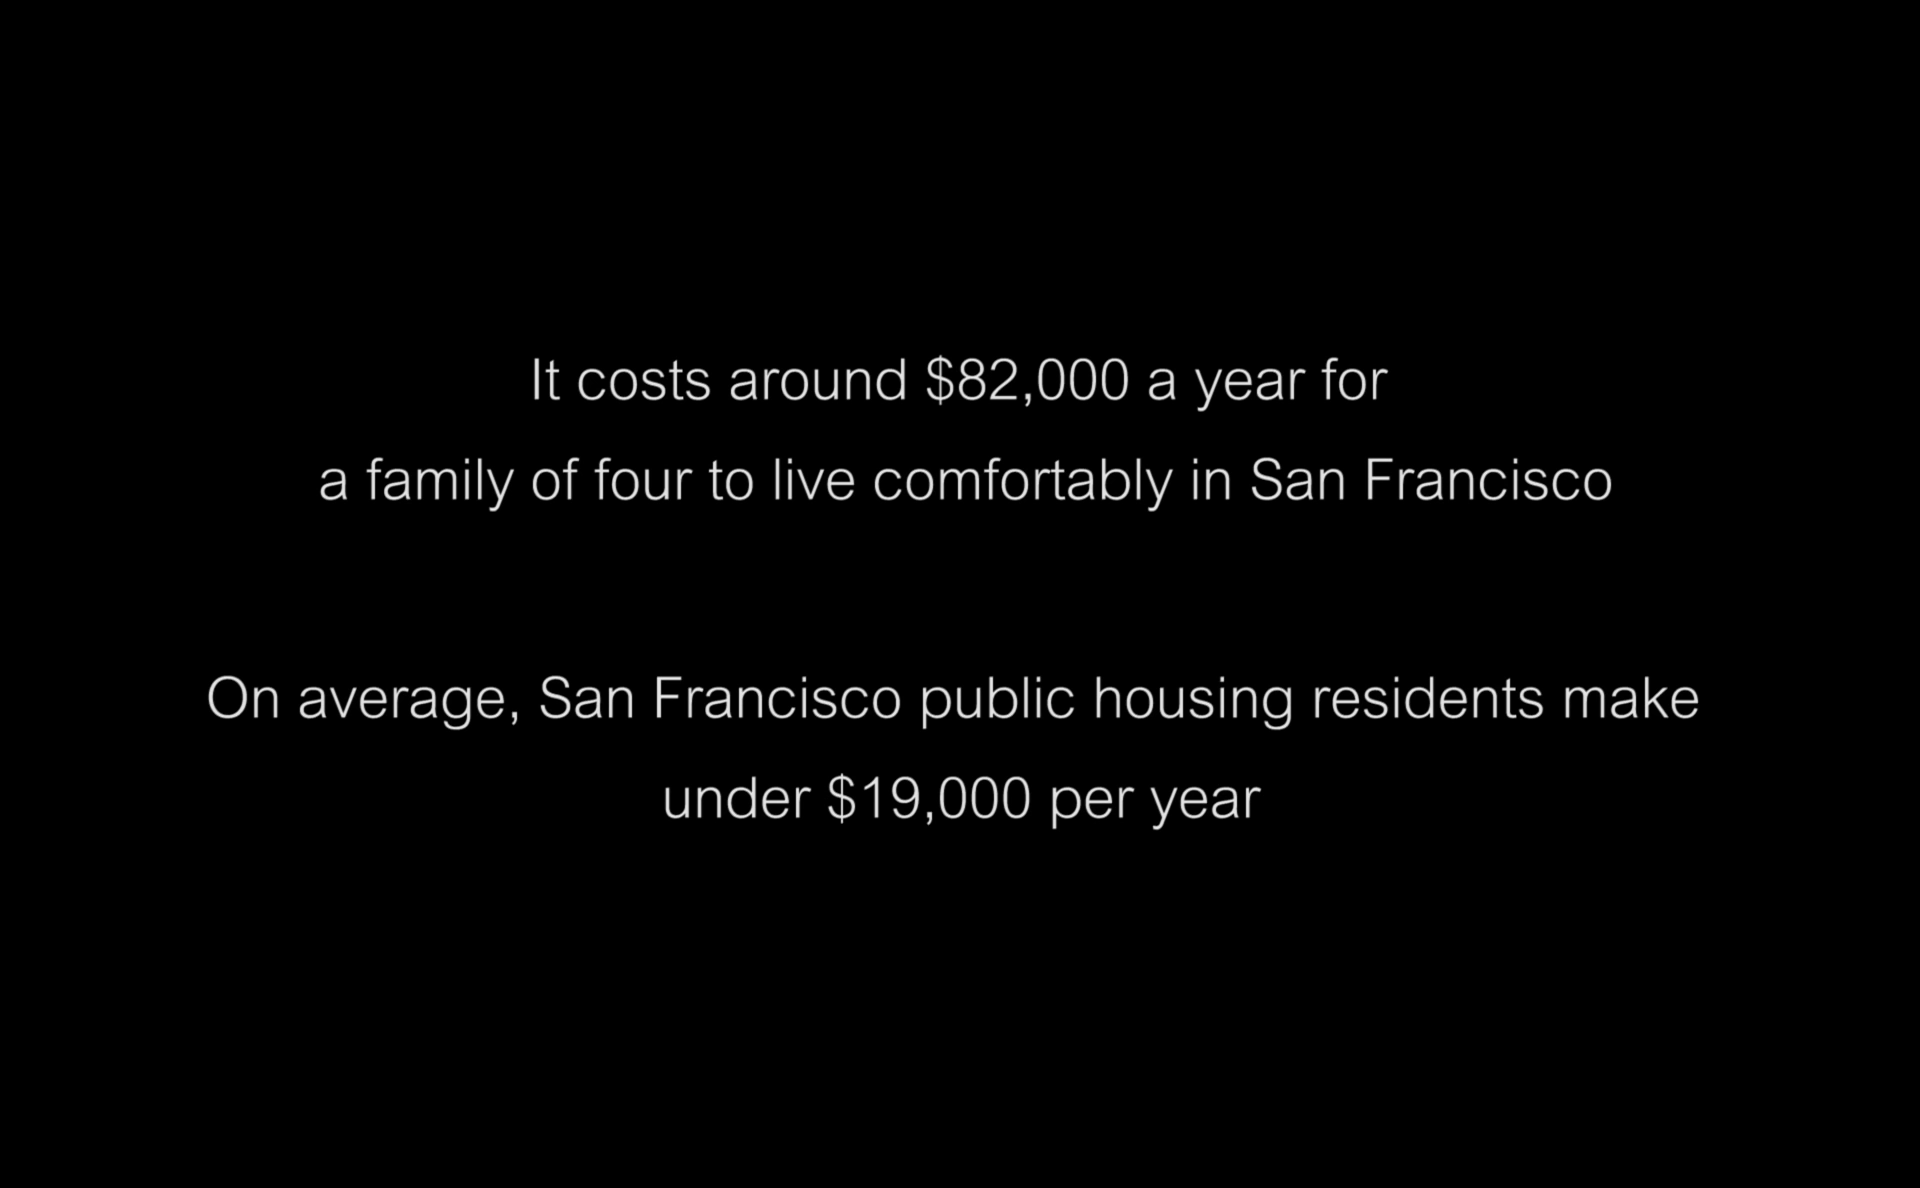 It costs around $82,000 a year for
a family of four to live comfortably in San Francisco
On average, San Francisco public housing residents make
under $19,000 per year